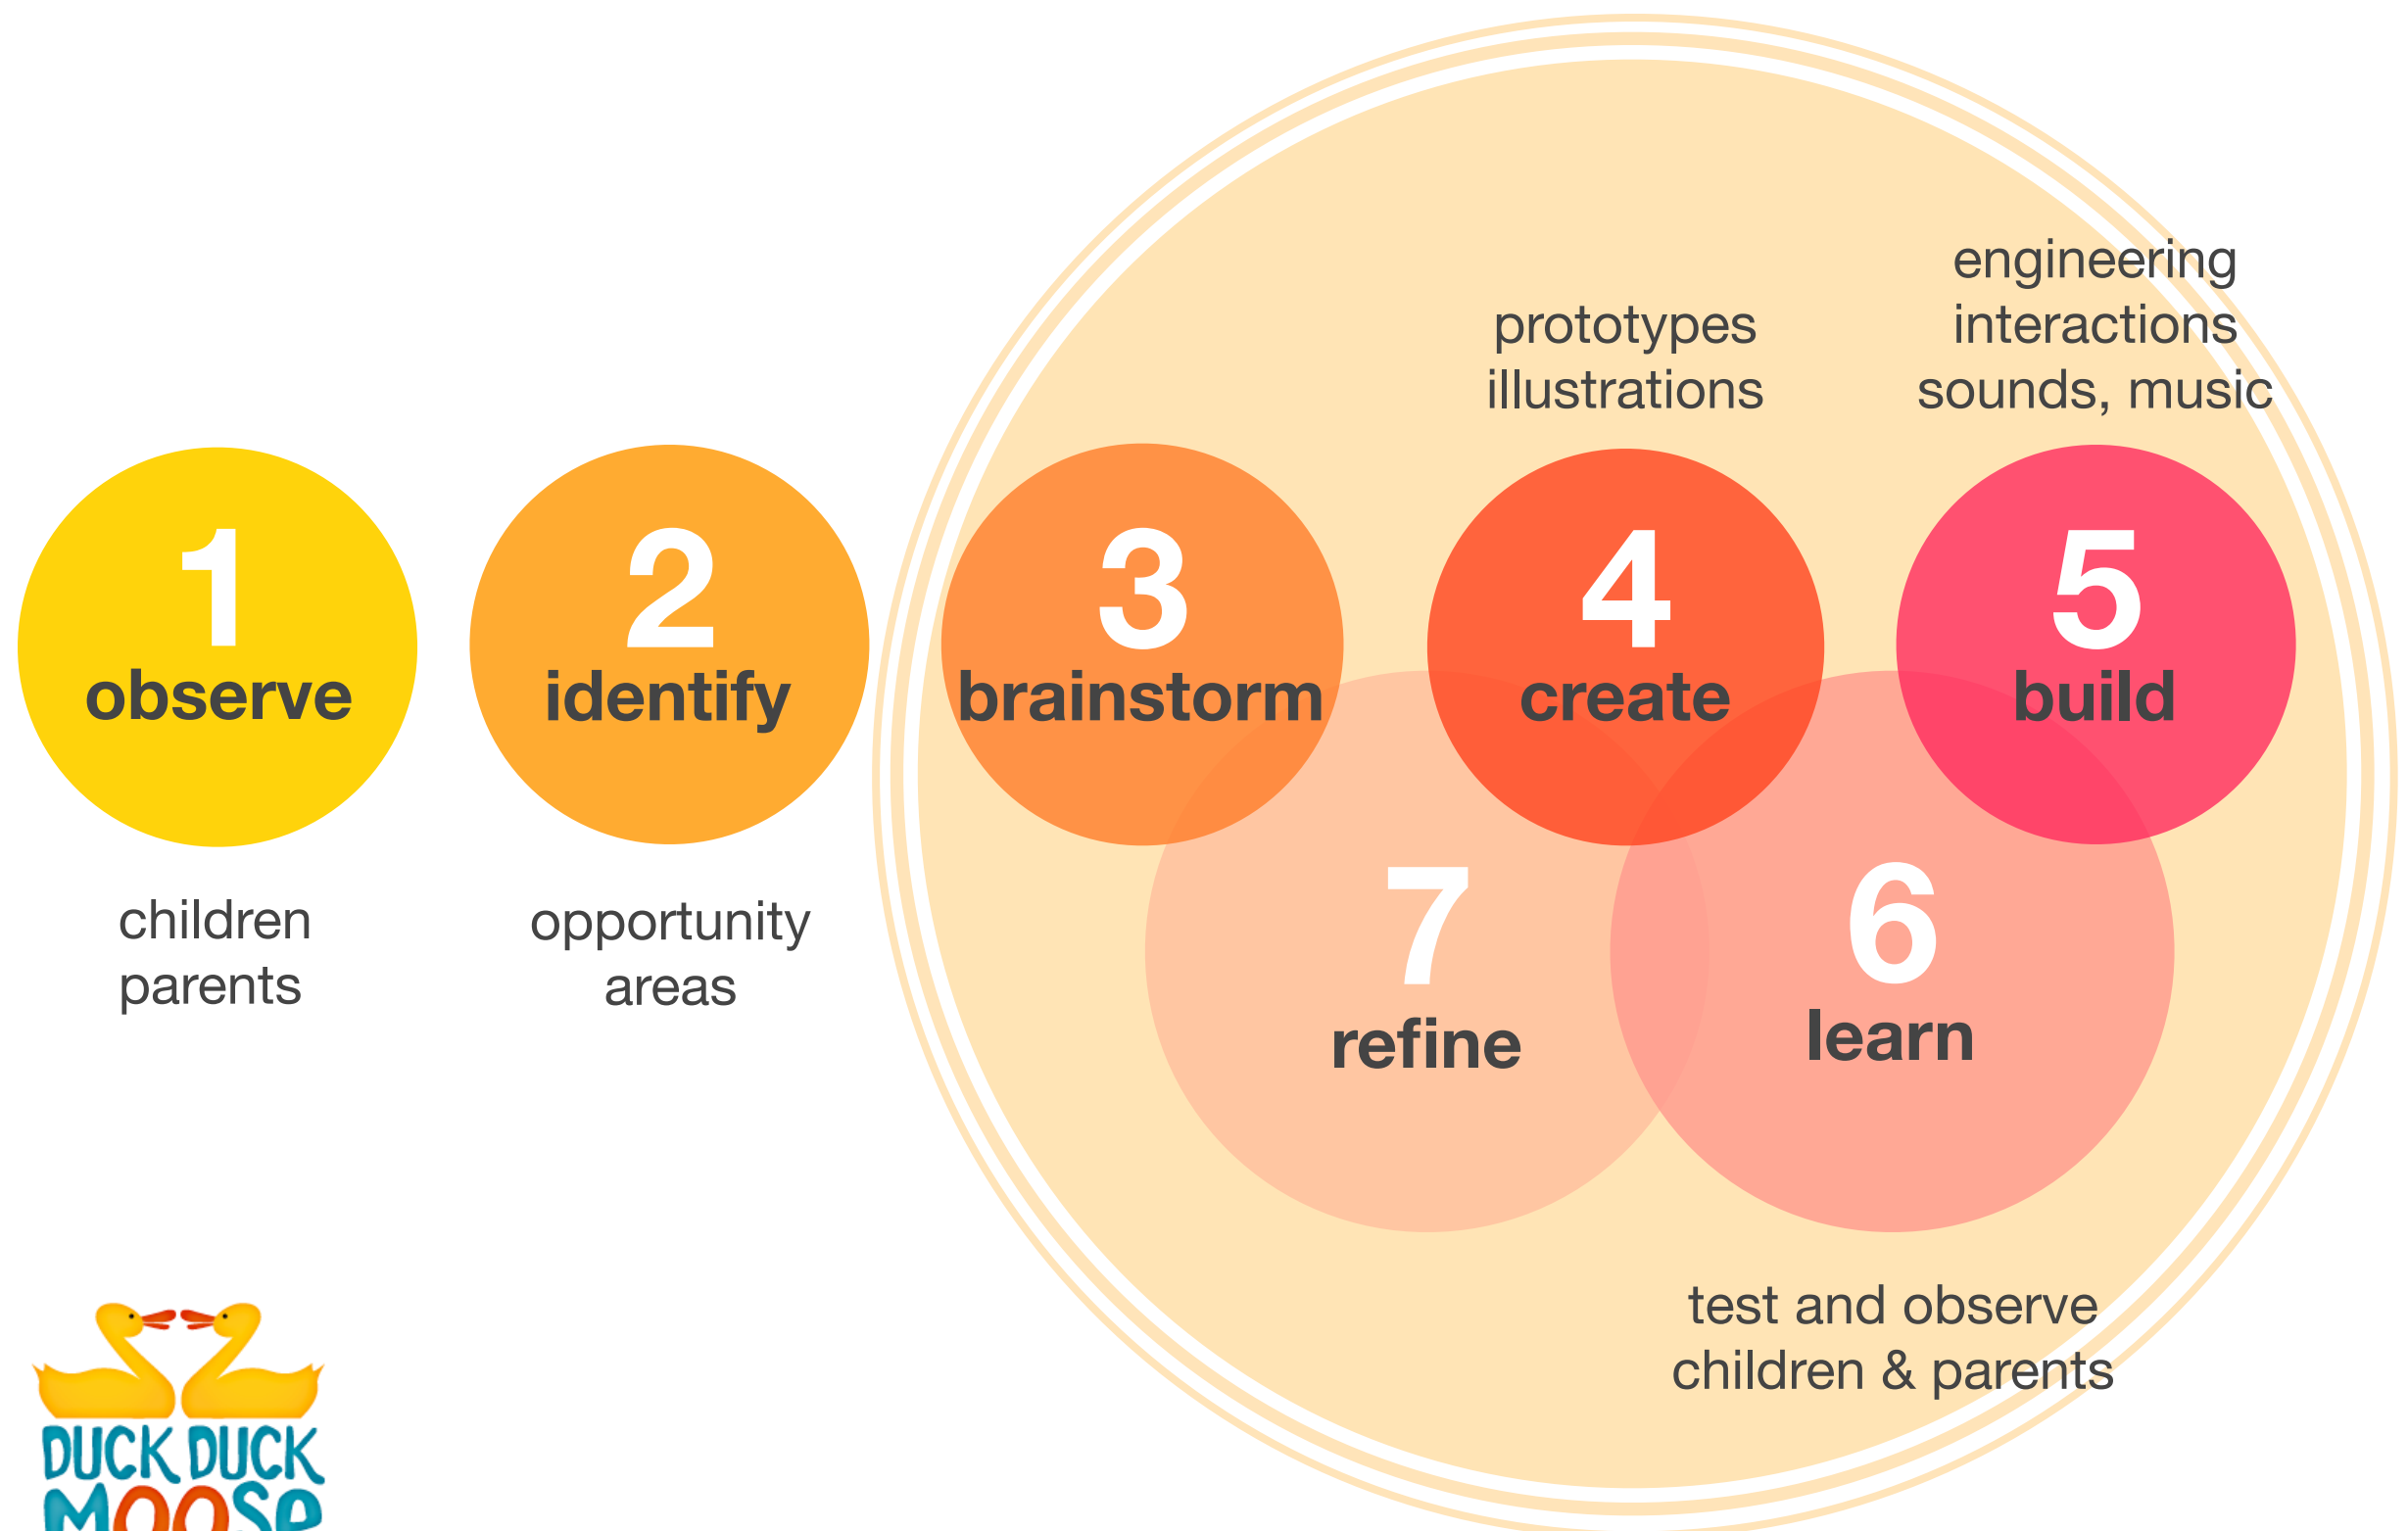 1
observe
children
parents
2
identify
opportunity
areas
3
brainstorm
prototypes
illustrations
4
create
engineering
interactions
sounds, music
5
build
6
learn
test and observe
children & parents
7
refine
DUCK DUCK
MOOSE